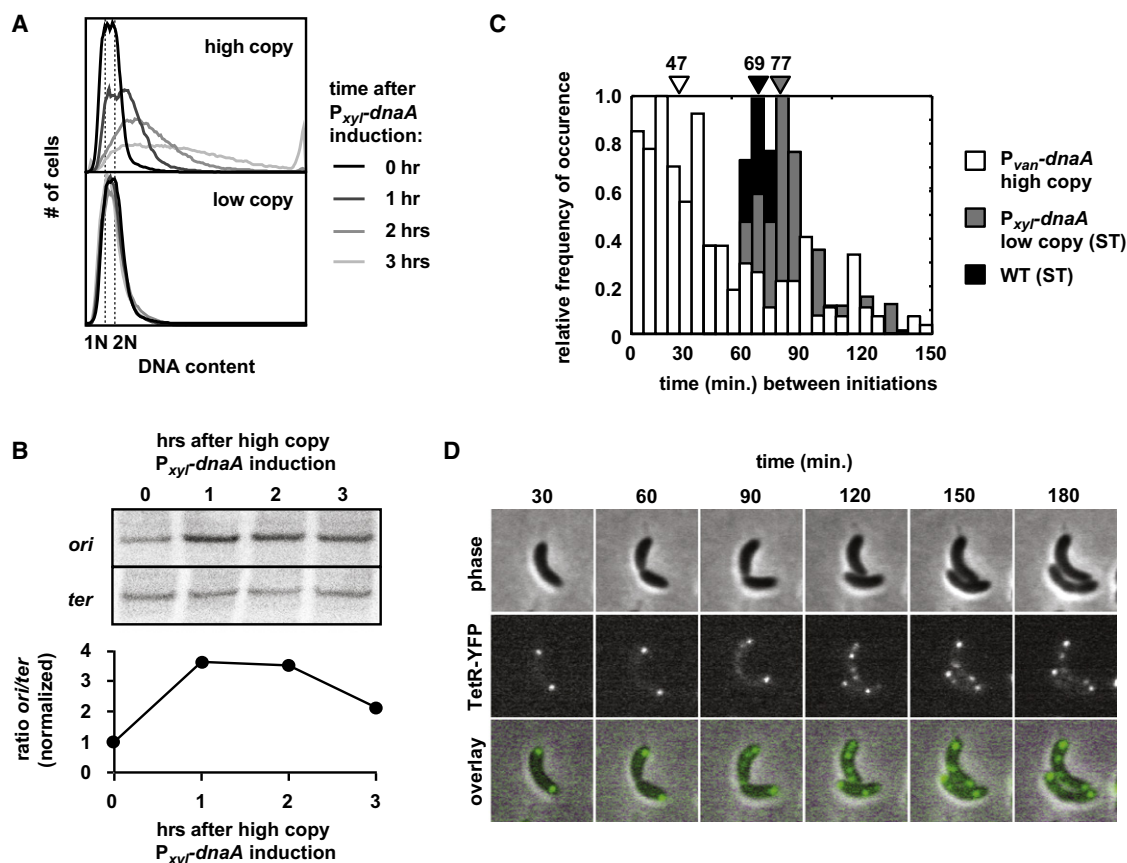 A
high copy
low copy
# of cells
1N 2N
DNA content
time after
Pxyl-dnaA
induction:
0 hr
1 hr
2 hrs
3 hrs
C
47 69 77
relative frequency of occurence
1.0
0.8
0.6
0.4
0.2
0
0 30 60 90 120 150
time (min.) between initiations
Pvan-dnaA
high copy
Pxyl-dnaA
low copy (ST)
WT (ST)
B
hrs after high copy
Pxyl-dnaA induction
0 1 2 3
ori
ter
ratio ori/ter
(normalized)
4
3
2
1
0
0 1 2 3
hrs after high copy
Pxyl-dnaA induction
D
time (min.)
30 60 90 120 150 180
phase
TetR-YFP
overlay